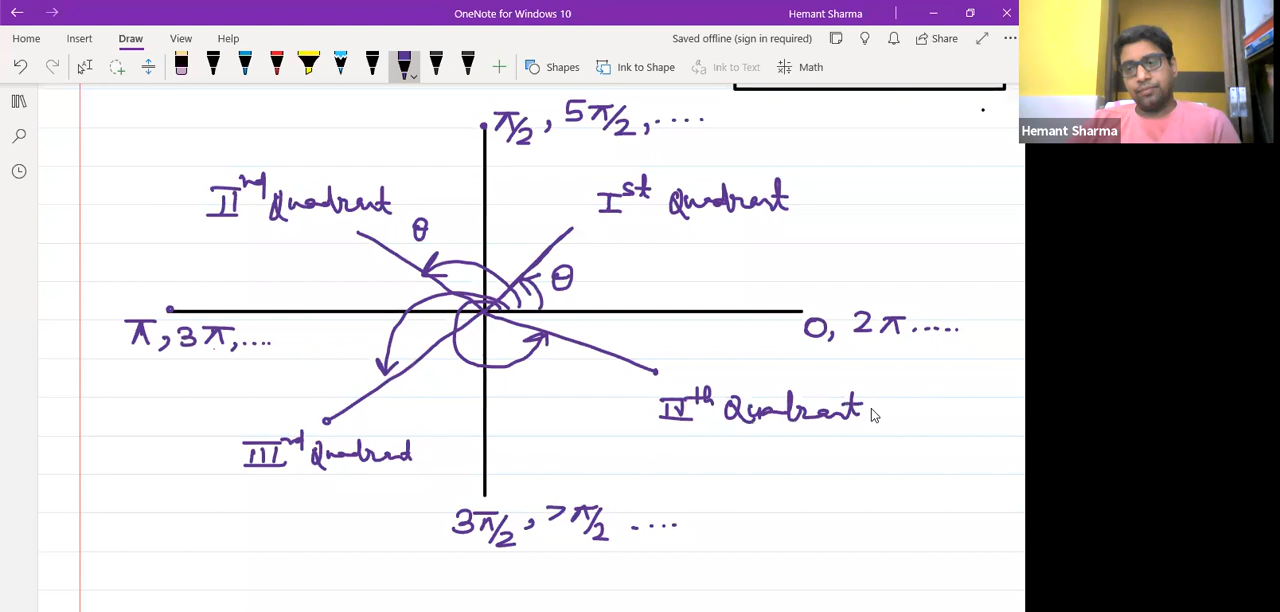 OneNote for Windows 10
Hemant Sharma
Home Insert Draw View Help
Saved offline (sign in required)
Share
Shapes
Ink to Shape
Ink to Text
Math
Hemant Sharma
π/2, 5π/2, ....
IInd Quadrant
Ist Quadrant
θ
θ
π, 3π, ....
0, 2π .....
IVth Quadrant
IIIrd Quadrad
3π/2, 7π/2 ....